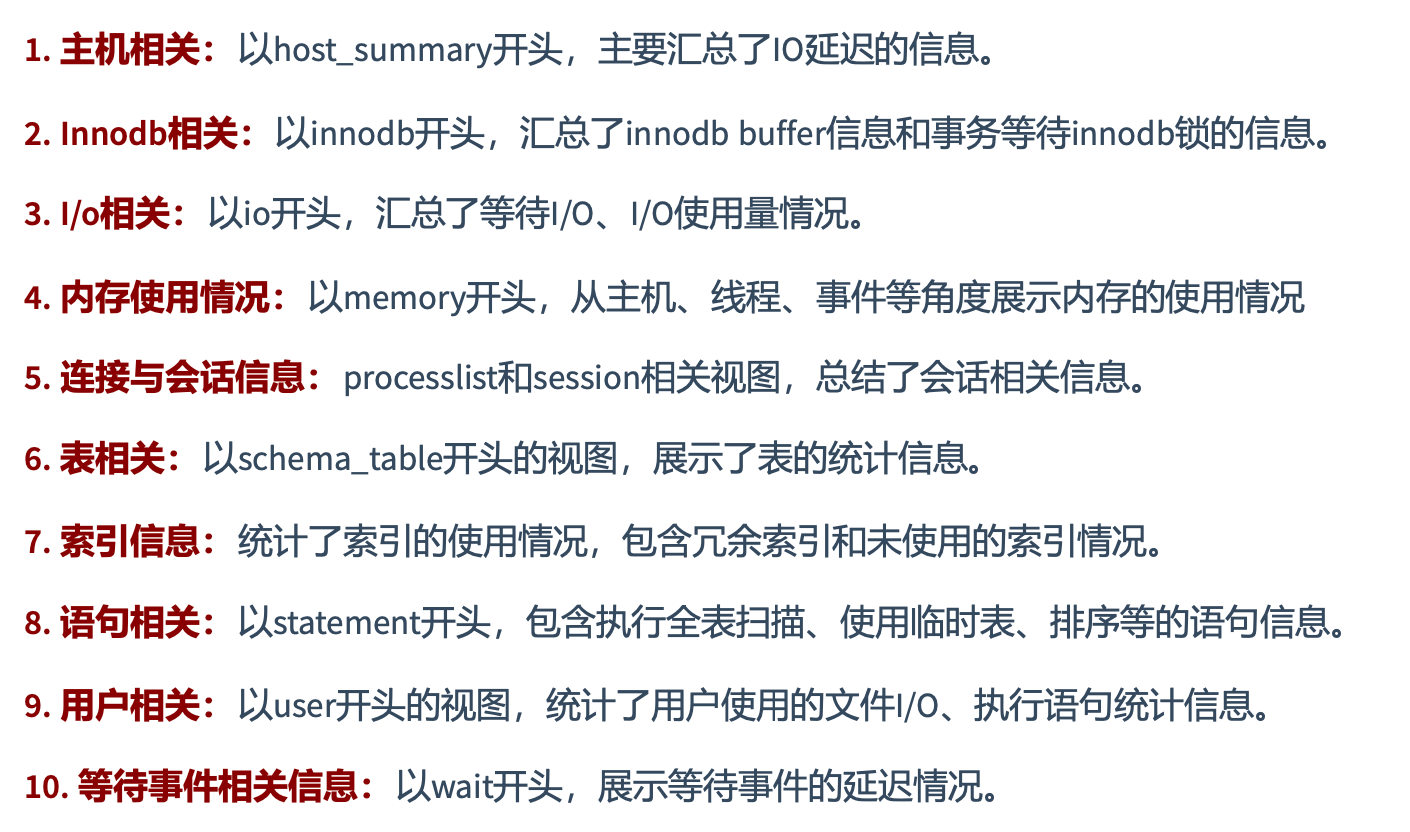 1. 主机相关：以host_summary开头，主要汇总了IO延迟的信息。
2. Innodb相关：以innodb开头，汇总了innodb buffer信息和事务等待innodb锁的信息。
3. I/o相关：以io开头，汇总了等待I/O、I/O使用量情况。
4. 内存使用情况：以memory开头，从主机、线程、事件等角度展示内存的使用情况
5. 连接与会话信息：processlist和session相关视图，总结了会话相关信息。
6. 表相关：以schema_table开头的视图，展示了表的统计信息。
7. 索引信息：统计了索引的使用情况，包含冗余索引和未使用的索引情况。
8. 语句相关：以statement开头，包含执行全表扫描、使用临时表、排序等的语句信息。
9. 用户相关：以user开头的视图，统计了用户使用的文件I/O、执行语句统计信息。
10. 等待事件相关信息：以wait开头，展示等待事件的延迟情况。